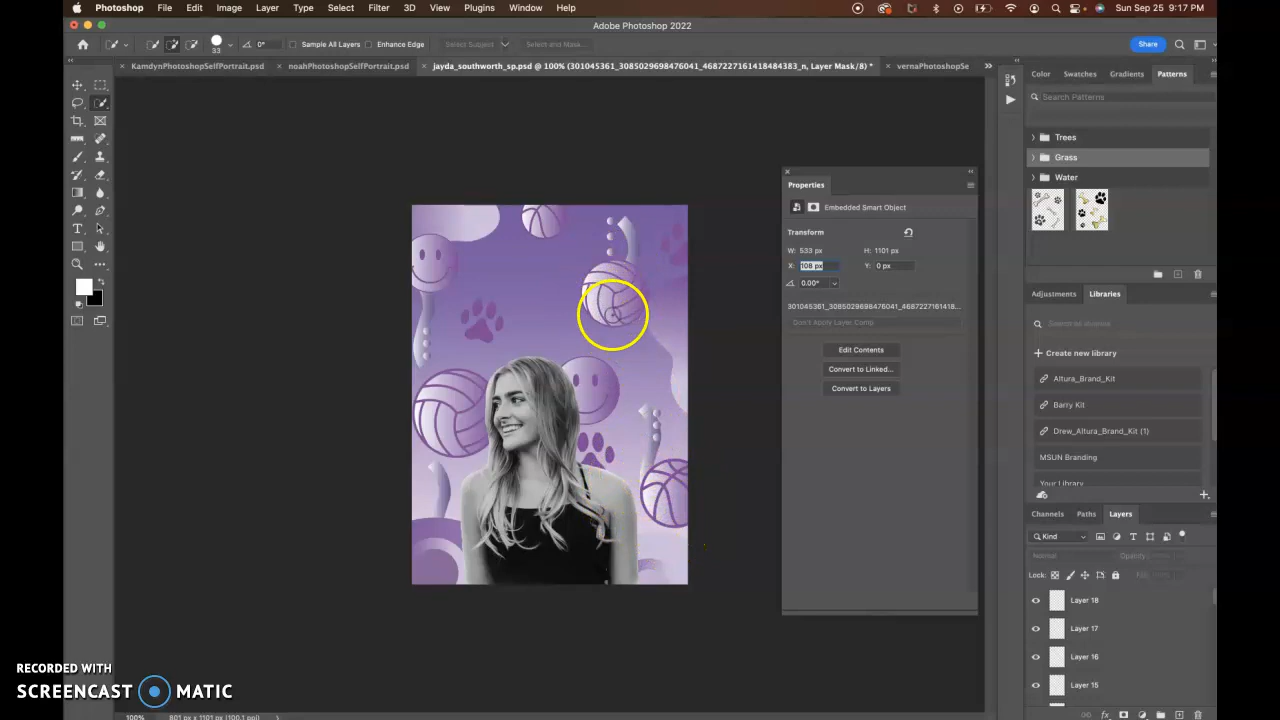 Photoshop File Edit Image Layer Type Select Filter 3D View Plugins Window Help Sun Sep 25 9:17 PM
Adobe Photoshop 2022
33 0° Sample All Layers Enhance Edge Select Subject Select and Mask... Share
× KamdynPhotoshopSelfPortrait.psd × noahPhotoshopSelfPortrait.psd × jayda_southworth_sp.psd @ 100% (301045361_3085029698476041_4687227161418484383_n, Layer Mask/8) * × vernaPhotoshopSe
Color Swatches Gradients Patterns
Search Patterns
Trees
Grass
Water
Properties
Embedded Smart Object
Transform
W: 533 px H: 1101 px
X: 108 px Y: 0 px
0.00°
301045361_3085029698476041_4687227161418...
Don't Apply Layer Comp
Edit Contents
Convert to Linked...
Convert to Layers
Adjustments Libraries
Create new library
Altura_Brand_Kit
Barry Kit
Drew_Altura_Brand_Kit (1)
MSUN Branding
Your Library
Channels Paths Layers
Kind
Normal Opacity:
Lock: Fill:
Layer 18
Layer 17
Layer 16
Layer 15
fx
100% 801 px x 1101 px (100.1 ppi)
RECORDED WITH
SCREENCAST MATIC